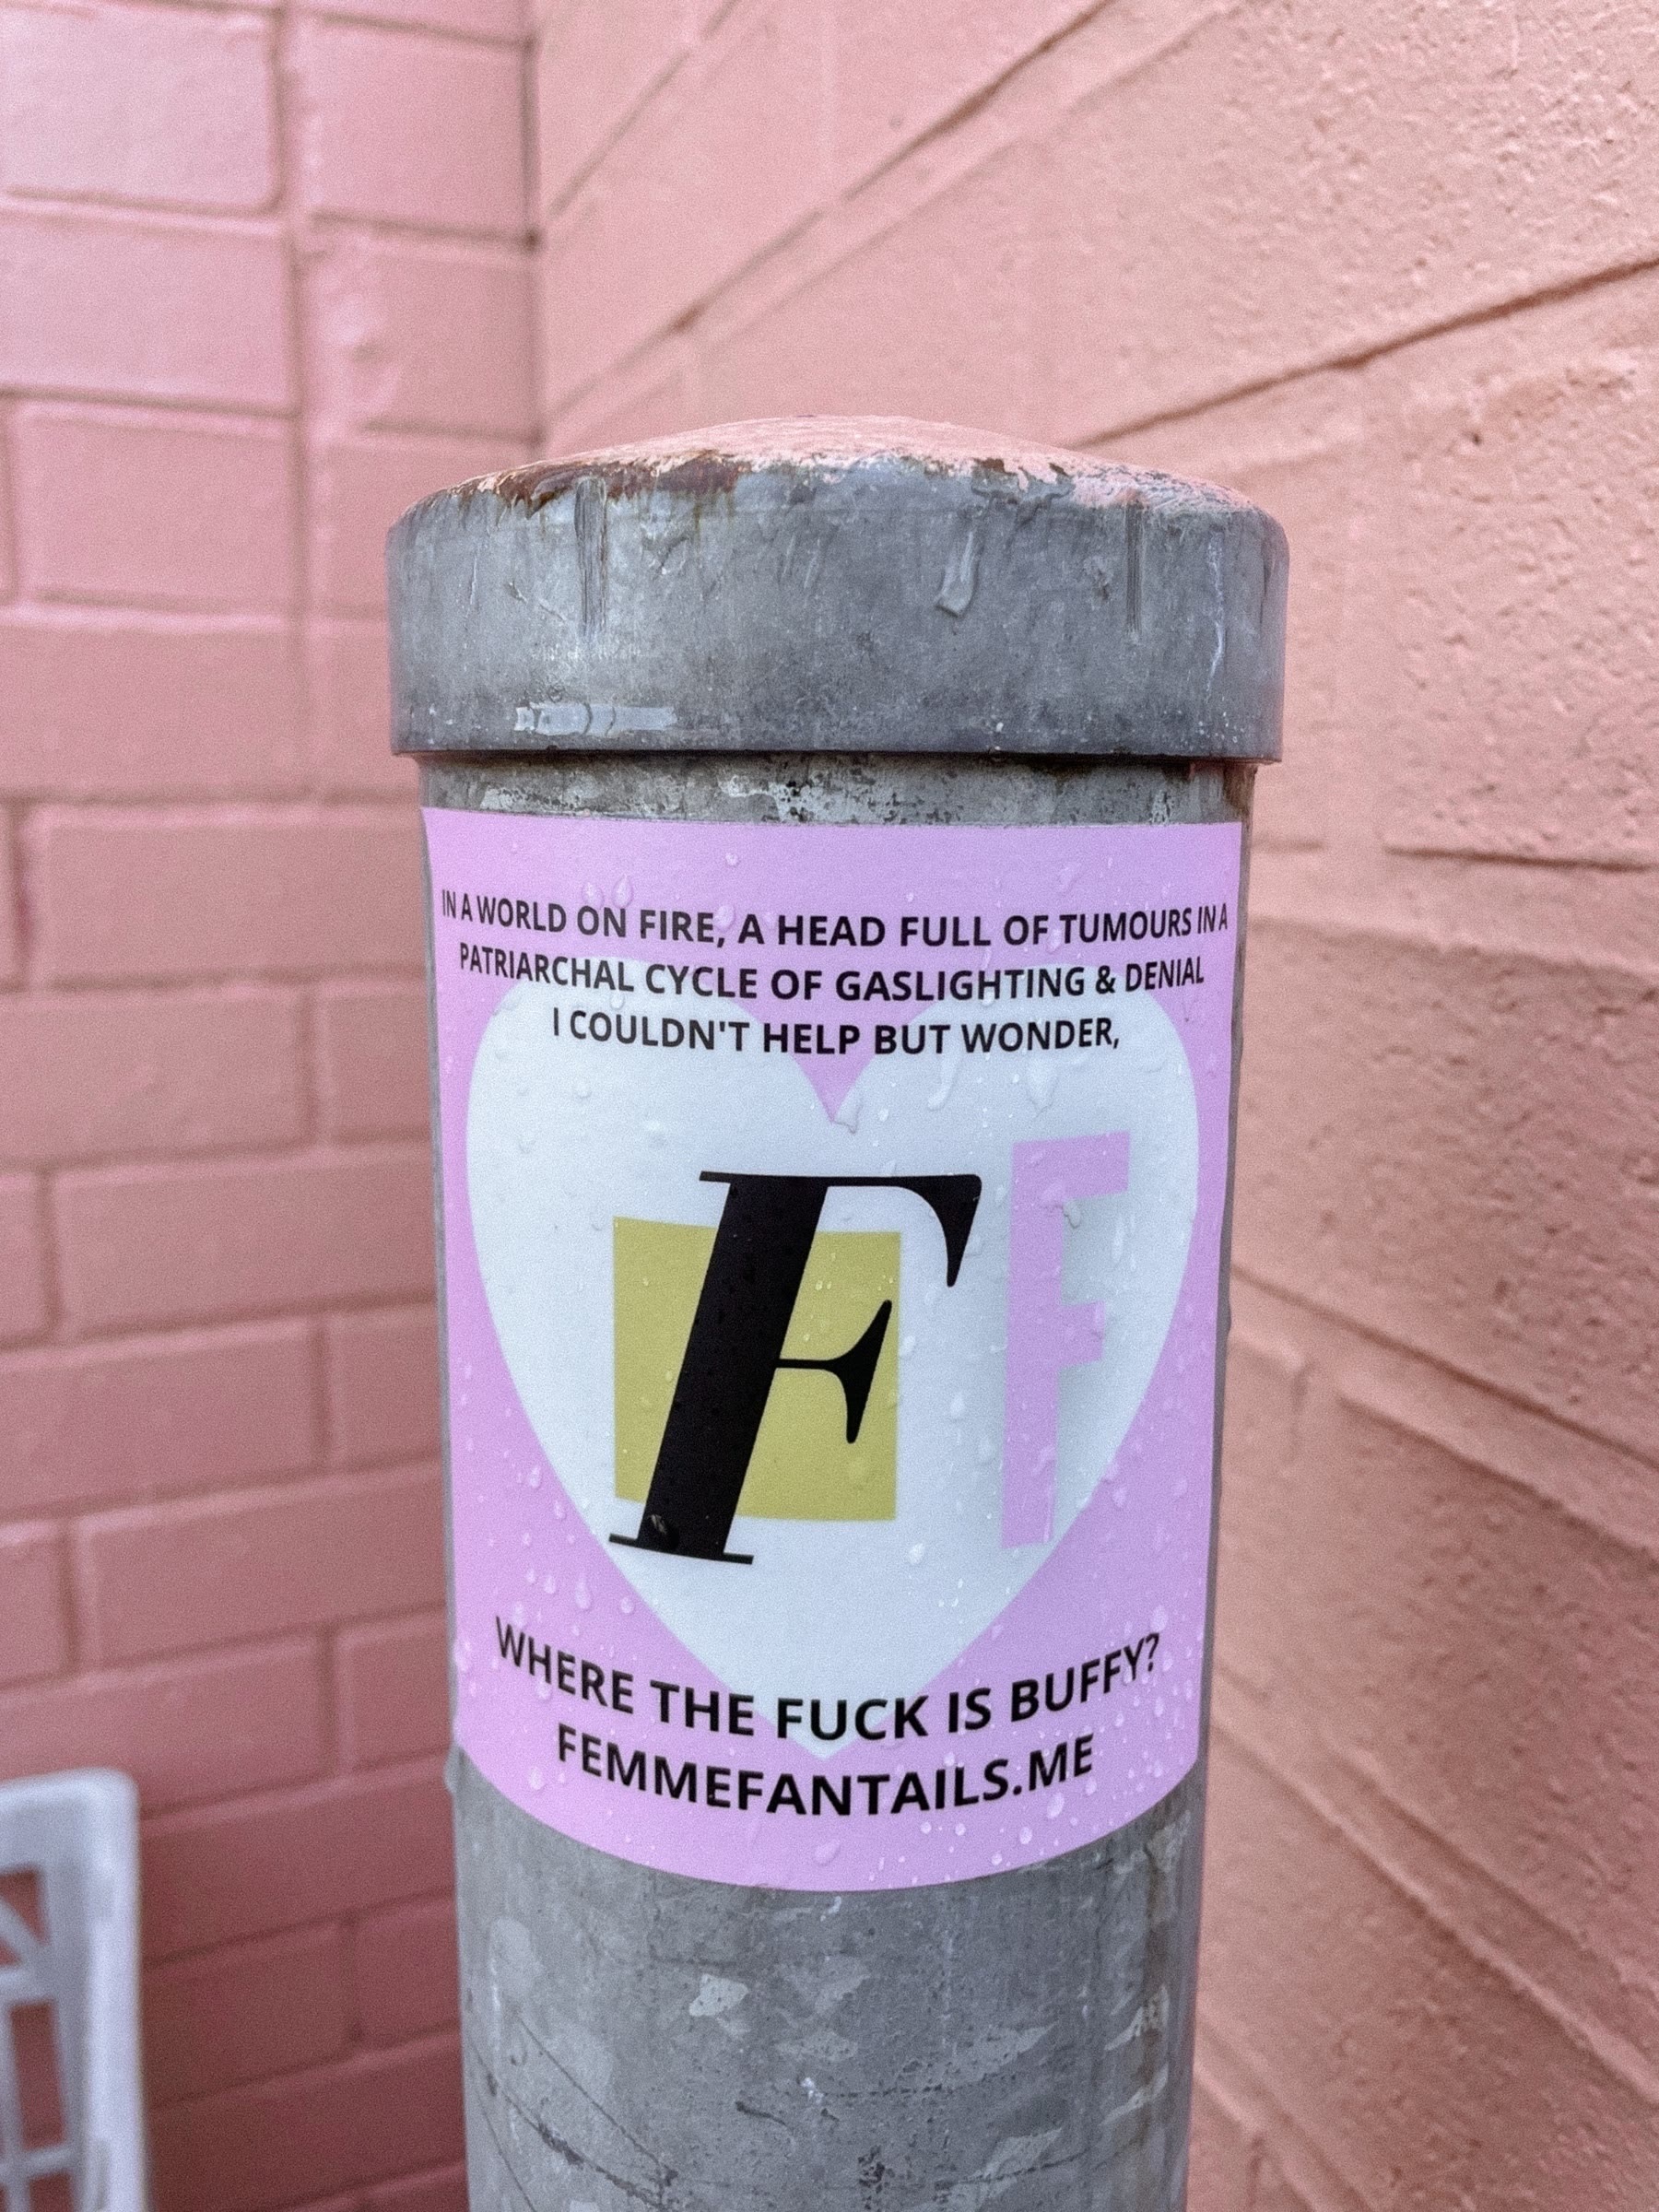 IN A WORLD ON FIRE, A HEAD FULL OF TUMOURS IN A
PATRIARCHAL CYCLE OF GASLIGHTING & DENIAL
I COULDN'T HELP BUT WONDER,
F F
WHERE THE FUCK IS BUFFY?
FEMMEFANTAILS.ME